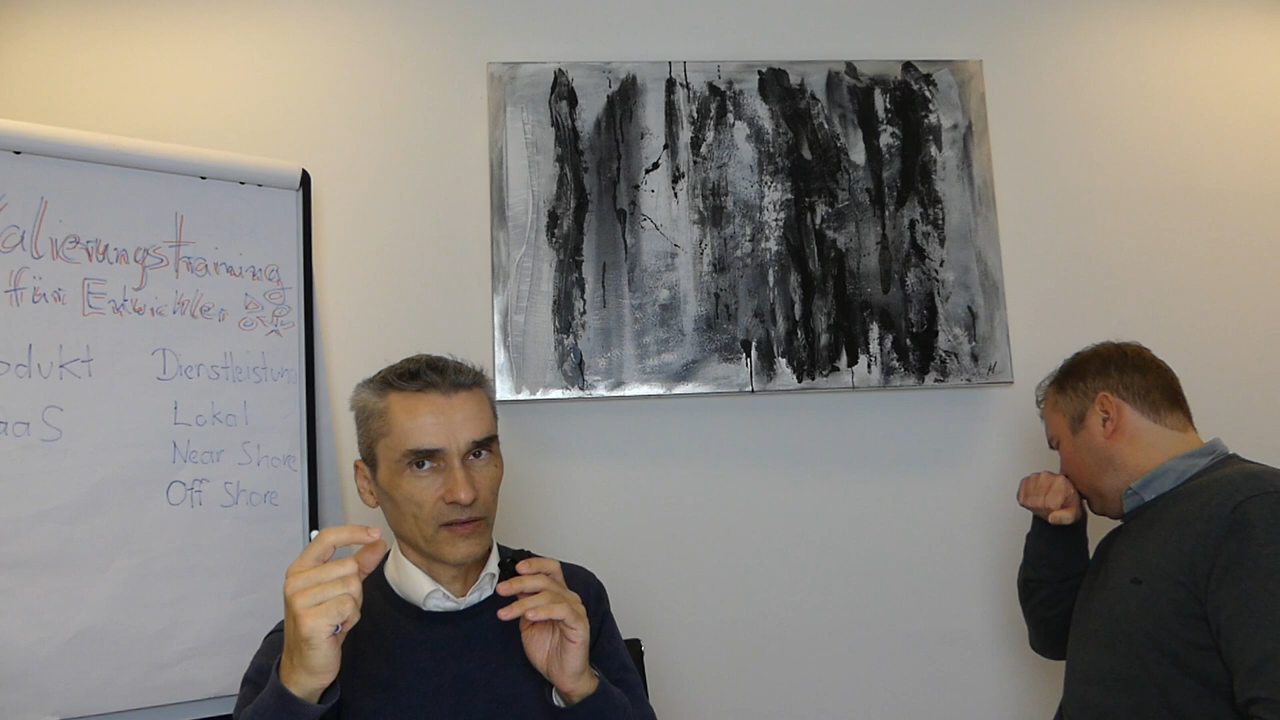 alierungstraining
für Entwickler
odukt Dienstleistung
aaS Lokal
Near Shore
Off Shore